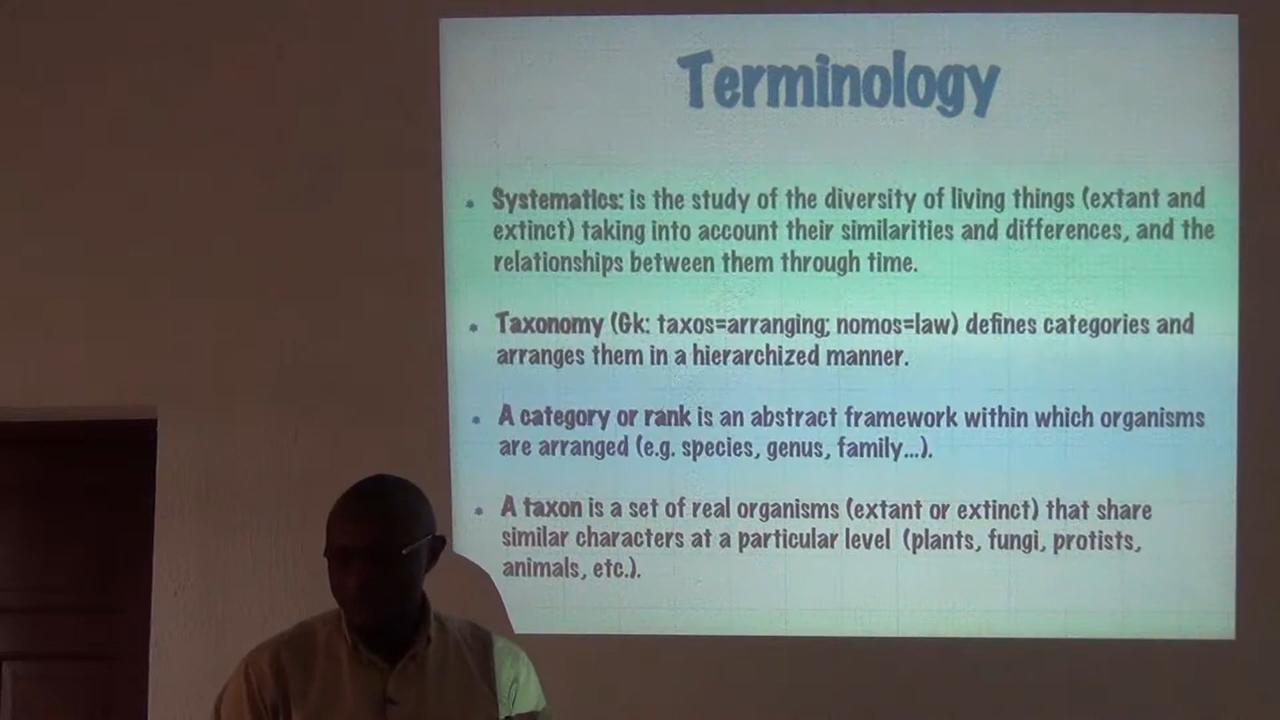 Terminology
Systematics: is the study of the diversity of living things (extant and
extinct) taking into account their similarities and differences, and the
relationships between them through time.
Taxonomy (Gk: taxos=arranging; nomos=law) defines categories and
arranges them in a hierarchized manner.
A category or rank is an abstract framework within which organisms
are arranged (e.g. species, genus, family...).
A taxon is a set of real organisms (extant or extinct) that share
similar characters at a particular level (plants, fungi, protists,
animals, etc.).